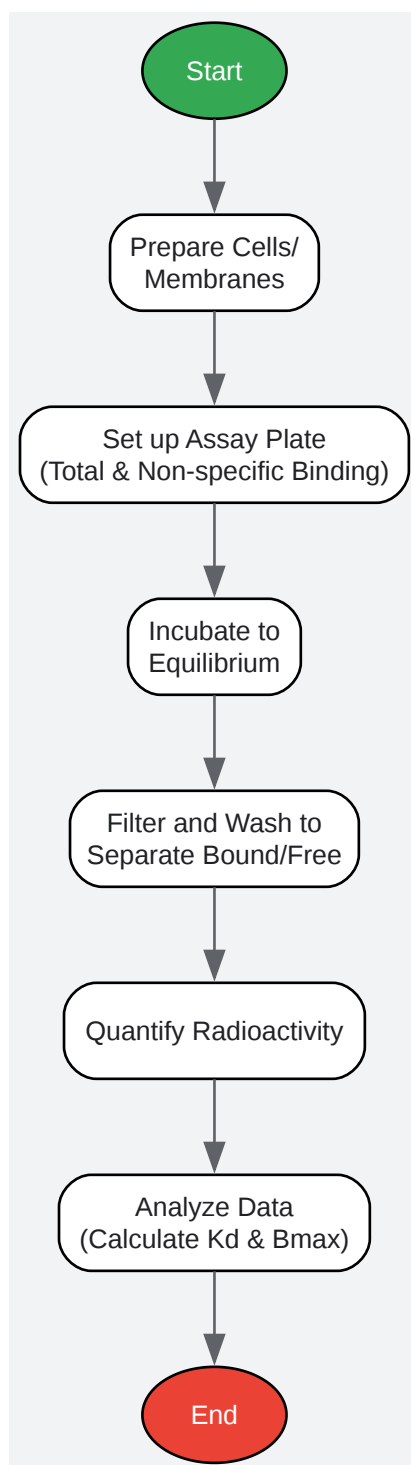 Start
Prepare Cells/
Membranes
Set up Assay Plate
(Total & Non-specific Binding)
Incubate to
Equilibrium
Filter and Wash to
Separate Bound/Free
Quantify Radioactivity
Analyze Data
(Calculate Kd & Bmax)
End